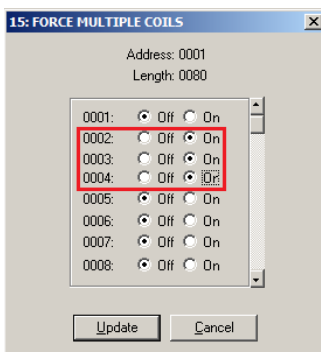 15: FORCE MULTIPLE COILS
Address: 0001
Length: 0080
0001: Off On
0002: Off On
0003: Off On
0004: Off On
0005: Off On
0006: Off On
0007: Off On
0008: Off On
Update Cancel